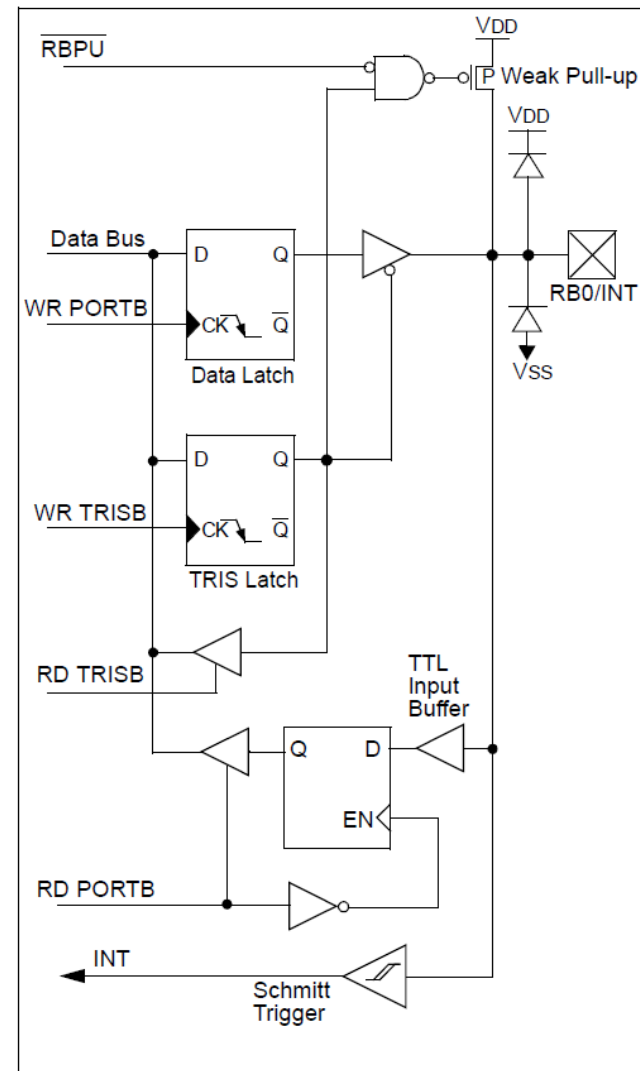 VDD
R̅B̅P̅U̅
P Weak Pull-up
VDD
Data Bus
D Q
RB0/INT
WR PORTB
CK Q̅
VSS
Data Latch
D Q
WR TRISB
CK Q̅
TRIS Latch
TTL
Input
Buffer
RD TRISB
Q D
EN
RD PORTB
INT
Schmitt
Trigger